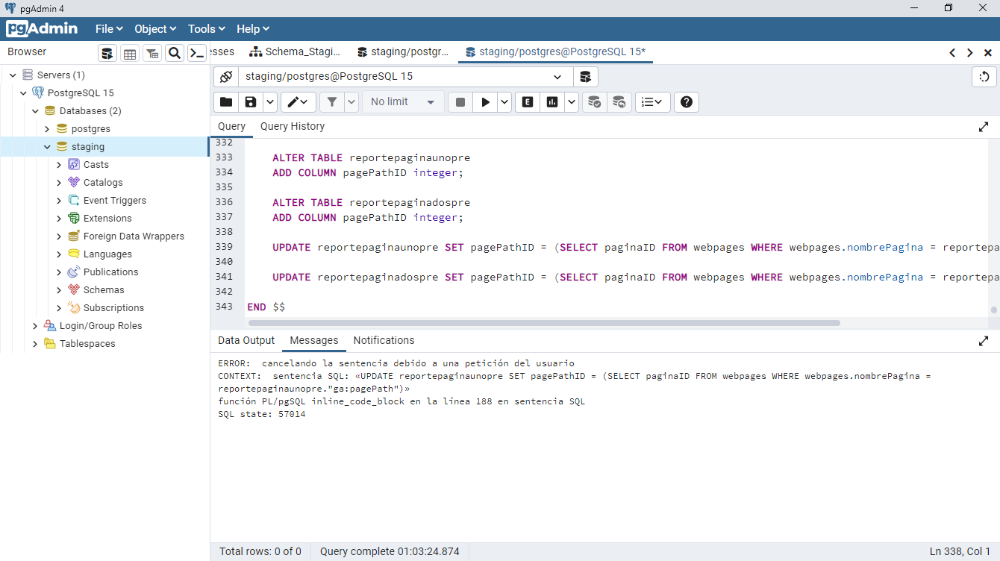 pgAdmin 4
pgAdmin File Object Tools Help
Browser
esses Schema_Stagi... staging/postgr... staging/postgres@PostgreSQL 15*
Servers (1)
PostgreSQL 15
Databases (2)
postgres
staging
Casts
Catalogs
Event Triggers
Extensions
Foreign Data Wrappers
Languages
Publications
Schemas
Subscriptions
Login/Group Roles
Tablespaces
staging/postgres@PostgreSQL 15
No limit
E
Query Query History
332
333 ALTER TABLE reportepaginaunopre
334 ADD COLUMN pagePathID integer;
335
336 ALTER TABLE reportepaginadospre
337 ADD COLUMN pagePathID integer;
338
339 UPDATE reportepaginaunopre SET pagePathID = (SELECT paginaID FROM webpages WHERE webpages.nombrePagina = reportepa
340
341 UPDATE reportepaginadospre SET pagePathID = (SELECT paginaID FROM webpages WHERE webpages.nombrePagina = reportepa
342
343 END $$
Data Output Messages Notifications
ERROR: cancelando la sentencia debido a una petición del usuario
CONTEXT: sentencia SQL: «UPDATE reportepaginaunopre SET pagePathID = (SELECT paginaID FROM webpages WHERE webpages.nombrePagina =
reportepaginaunopre."ga:pagePath")»
función PL/pgSQL inline_code_block en la línea 188 en sentencia SQL
SQL state: 57014
Total rows: 0 of 0 Query complete 01:03:24.874 Ln 338, Col 1